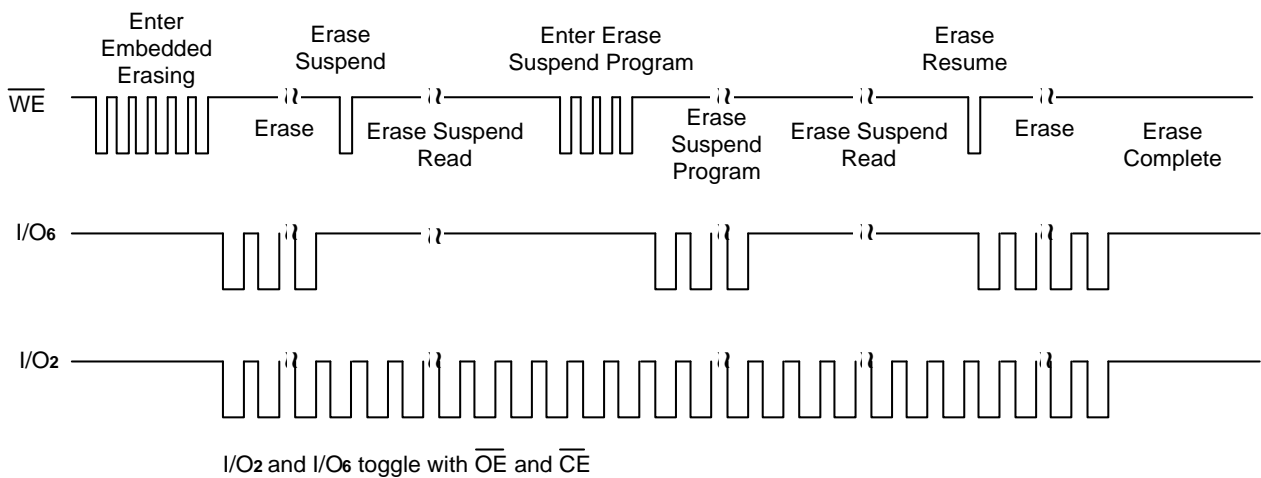 Enter
Embedded
Erasing
Erase
Suspend
Enter Erase
Suspend Program
Erase
Resume
WE
Erase
Erase Suspend
Read
Erase
Suspend
Program
Erase Suspend
Read
Erase
Erase
Complete
I/O6
I/O2
I/O2 and I/O6 toggle with OE and CE